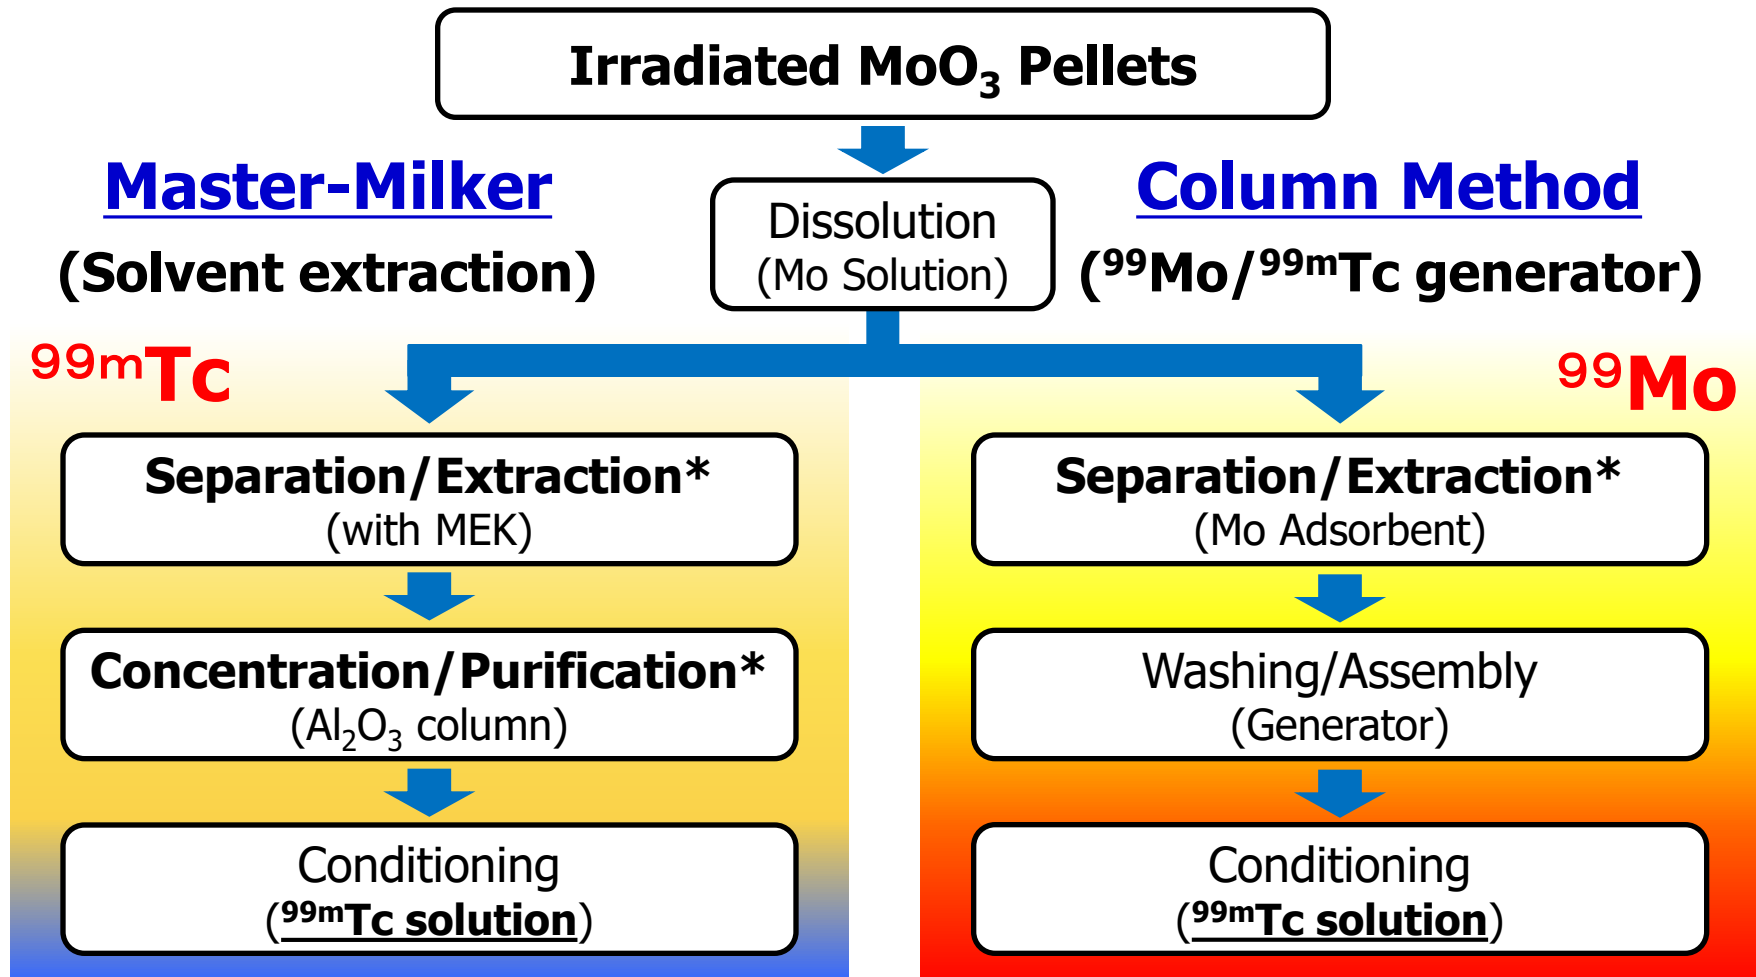 Irradiated MoO₃ Pellets
Master-Milker
(Solvent extraction)
Dissolution
(Mo Solution)
Column Method
(⁹⁹Mo/⁹⁹ᵐTc generator)
⁹⁹ᵐTc
Separation/Extraction*
(with MEK)
Concentration/Purification*
(Al₂O₃ column)
Conditioning
(⁹⁹ᵐTc solution)
⁹⁹Mo
Separation/Extraction*
(Mo Adsorbent)
Washing/Assembly
(Generator)
Conditioning
(⁹⁹ᵐTc solution)